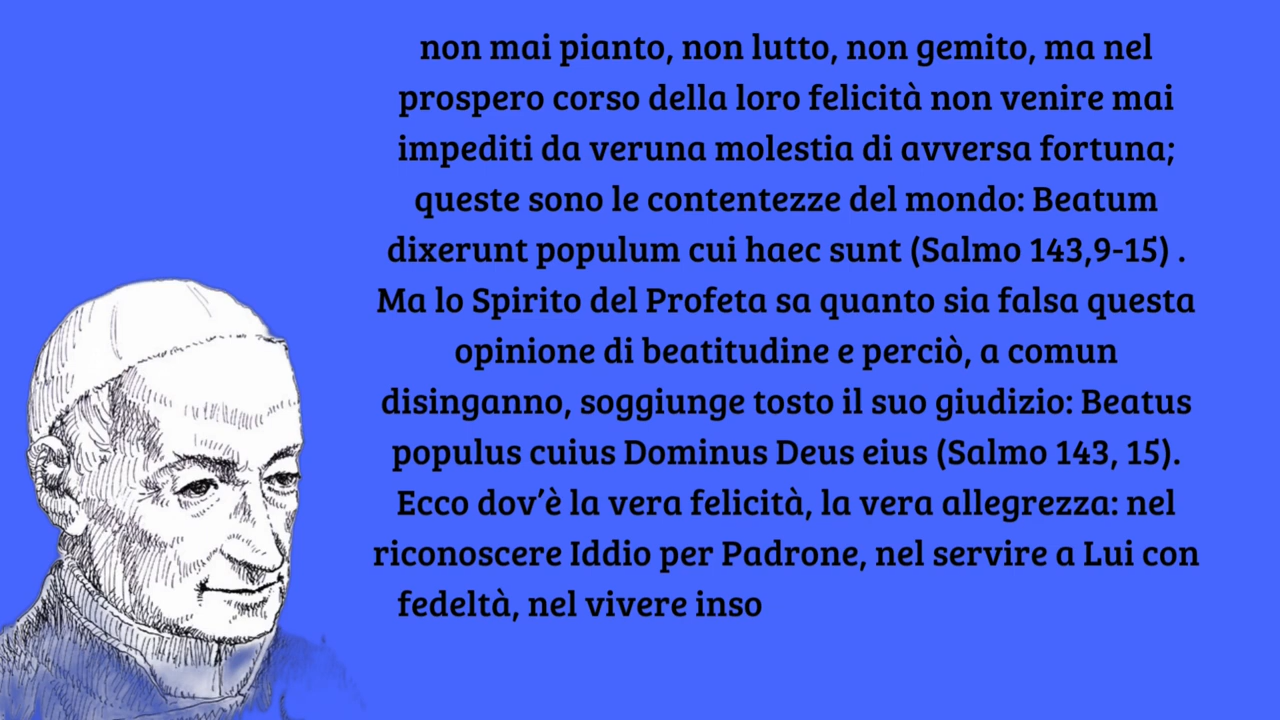 non mai pianto, non lutto, non gemito, ma nel
prospero corso della loro felicità non venire mai
impediti da veruna molestia di avversa fortuna;
queste sono le contentezze del mondo: Beatum
dixerunt populum cui haec sunt (Salmo 143,9-15) .
Ma lo Spirito del Profeta sa quanto sia falsa questa
opinione di beatitudine e perciò, a comun
disinganno, soggiunge tosto il suo giudizio: Beatus
populus cuius Dominus Deus eius (Salmo 143, 15).
Ecco dov’è la vera felicità, la vera allegrezza: nel
riconoscere Iddio per Padrone, nel servire a Lui con
fedeltà, nel vivere inso